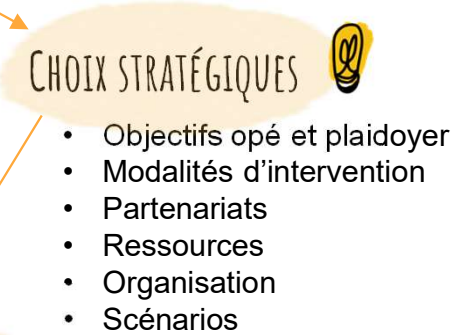 CHOIX STRATÉGIQUES
• Objectifs opé et plaidoyer
• Modalités d'intervention
• Partenariats
• Ressources
• Organisation
• Scénarios